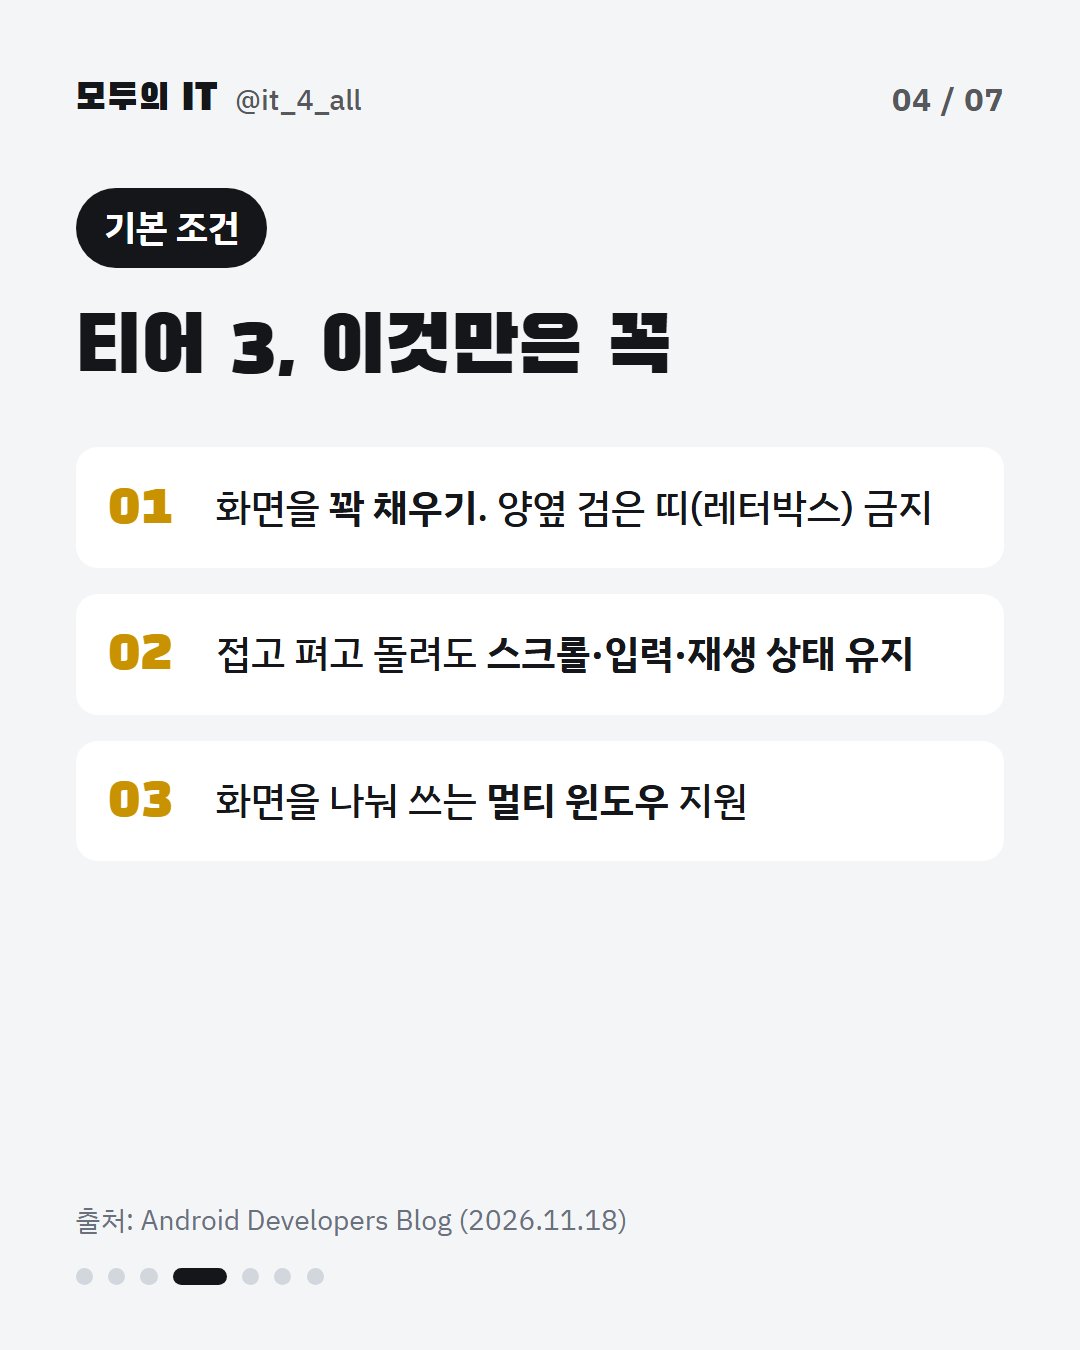 모두의 IT @it_4_all
04 / 07
기본 조건
티어 3, 이것만은 꼭
01 화면을 꽉 채우기. 양옆 검은 띠(레터박스) 금지
02 접고 펴고 돌려도 스크롤·입력·재생 상태 유지
03 화면을 나눠 쓰는 멀티 윈도우 지원
출처: Android Developers Blog (2026.11.18)